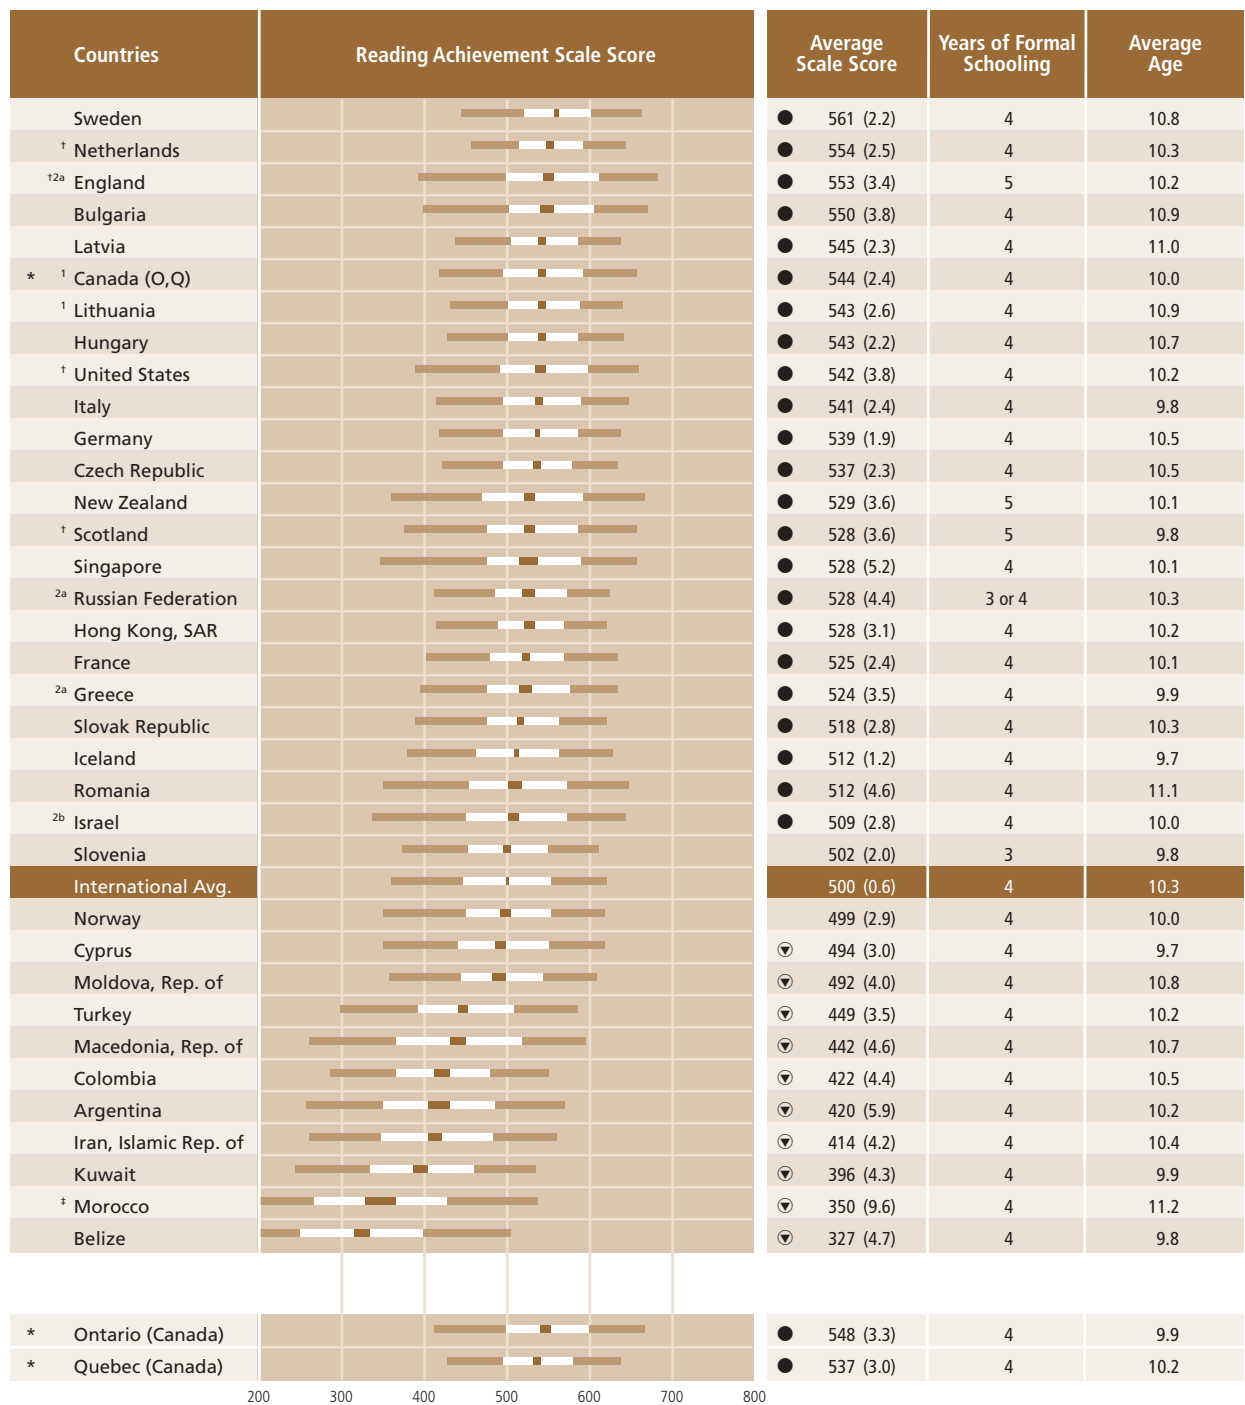 Countries Reading Achievement Scale Score Average Scale Score Years of Formal Schooling Average Age
Sweden ● 561 (2.2) 4 10.8
† Netherlands ● 554 (2.5) 4 10.3
†2a England ● 553 (3.4) 5 10.2
Bulgaria ● 550 (3.8) 4 10.9
Latvia ● 545 (2.3) 4 11.0
* 1 Canada (O,Q) ● 544 (2.4) 4 10.0
1 Lithuania ● 543 (2.6) 4 10.9
Hungary ● 543 (2.2) 4 10.7
† United States ● 542 (3.8) 4 10.2
Italy ● 541 (2.4) 4 9.8
Germany ● 539 (1.9) 4 10.5
Czech Republic ● 537 (2.3) 4 10.5
New Zealand ● 529 (3.6) 5 10.1
† Scotland ● 528 (3.6) 5 9.8
Singapore ● 528 (5.2) 4 10.1
2a Russian Federation ● 528 (4.4) 3 or 4 10.3
Hong Kong, SAR ● 528 (3.1) 4 10.2
France ● 525 (2.4) 4 10.1
2a Greece ● 524 (3.5) 4 9.9
Slovak Republic ● 518 (2.8) 4 10.3
Iceland ● 512 (1.2) 4 9.7
Romania ● 512 (4.6) 4 11.1
2b Israel ● 509 (2.8) 4 10.0
Slovenia 502 (2.0) 3 9.8
International Avg. 500 (0.6) 4 10.3
Norway 499 (2.9) 4 10.0
Cyprus 494 (3.0) 4 9.7
Moldova, Rep. of 492 (4.0) 4 10.8
Turkey 449 (3.5) 4 10.2
Macedonia, Rep. of 442 (4.6) 4 10.7
Colombia 422 (4.4) 4 10.5
Argentina 420 (5.9) 4 10.2
Iran, Islamic Rep. of 414 (4.2) 4 10.4
Kuwait 396 (4.3) 4 9.9
‡ Morocco 350 (9.6) 4 11.2
Belize 327 (4.7) 4 9.8
* Ontario (Canada) ● 548 (3.3) 4 9.9
* Quebec (Canada) ● 537 (3.0) 4 10.2
200 300 400 500 600 700 800